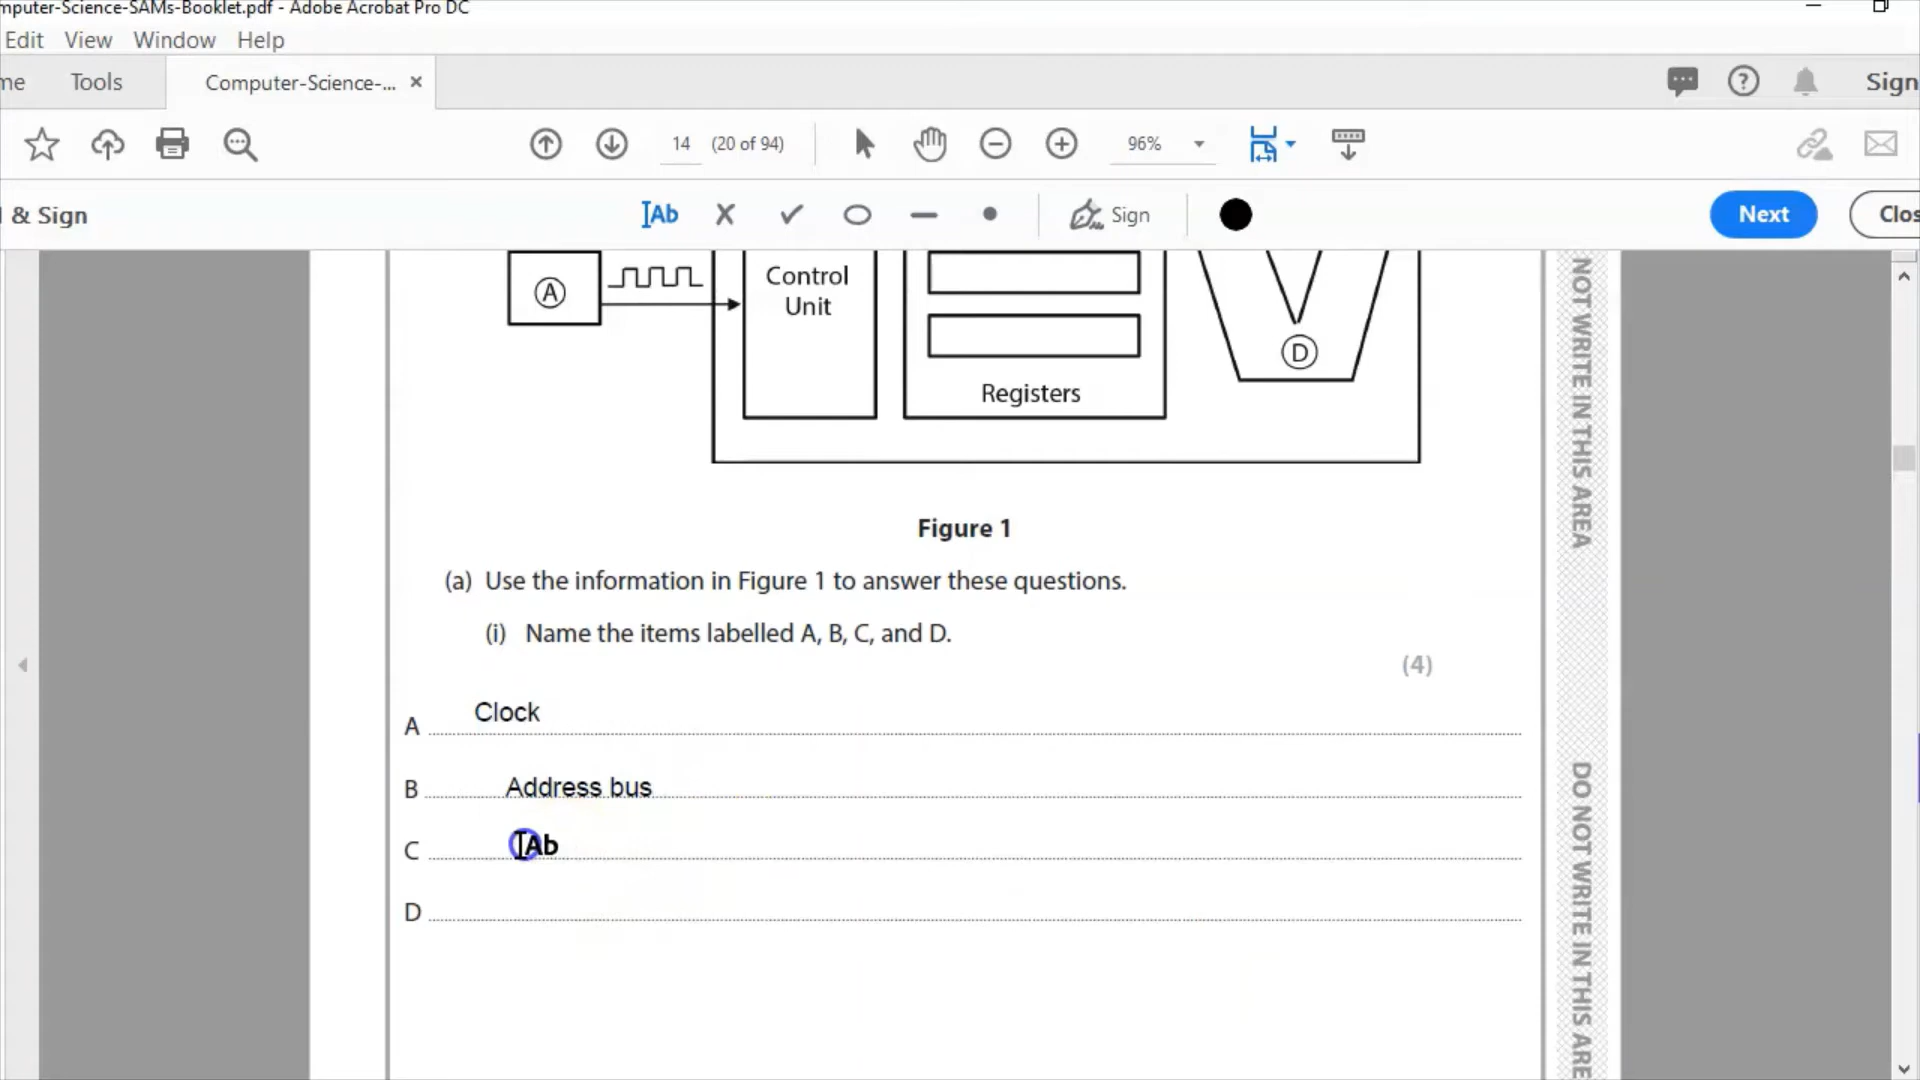 mputer-Science-SAMs-Booklet.pdf - Adobe Acrobat Pro DC
Edit View Window Help
me Tools Computer-Science-... × Sign
14 (20 of 94) 96%
& Sign IAb Sign Next Clos
A
Control
Unit
Registers
D
Figure 1
(a) Use the information in Figure 1 to answer these questions.
(i) Name the items labelled A, B, C, and D.
(4)
A Clock
B Address bus
C IAb
D
NOT WRITE IN THIS AREA
DO NOT WRITE IN THIS ARE